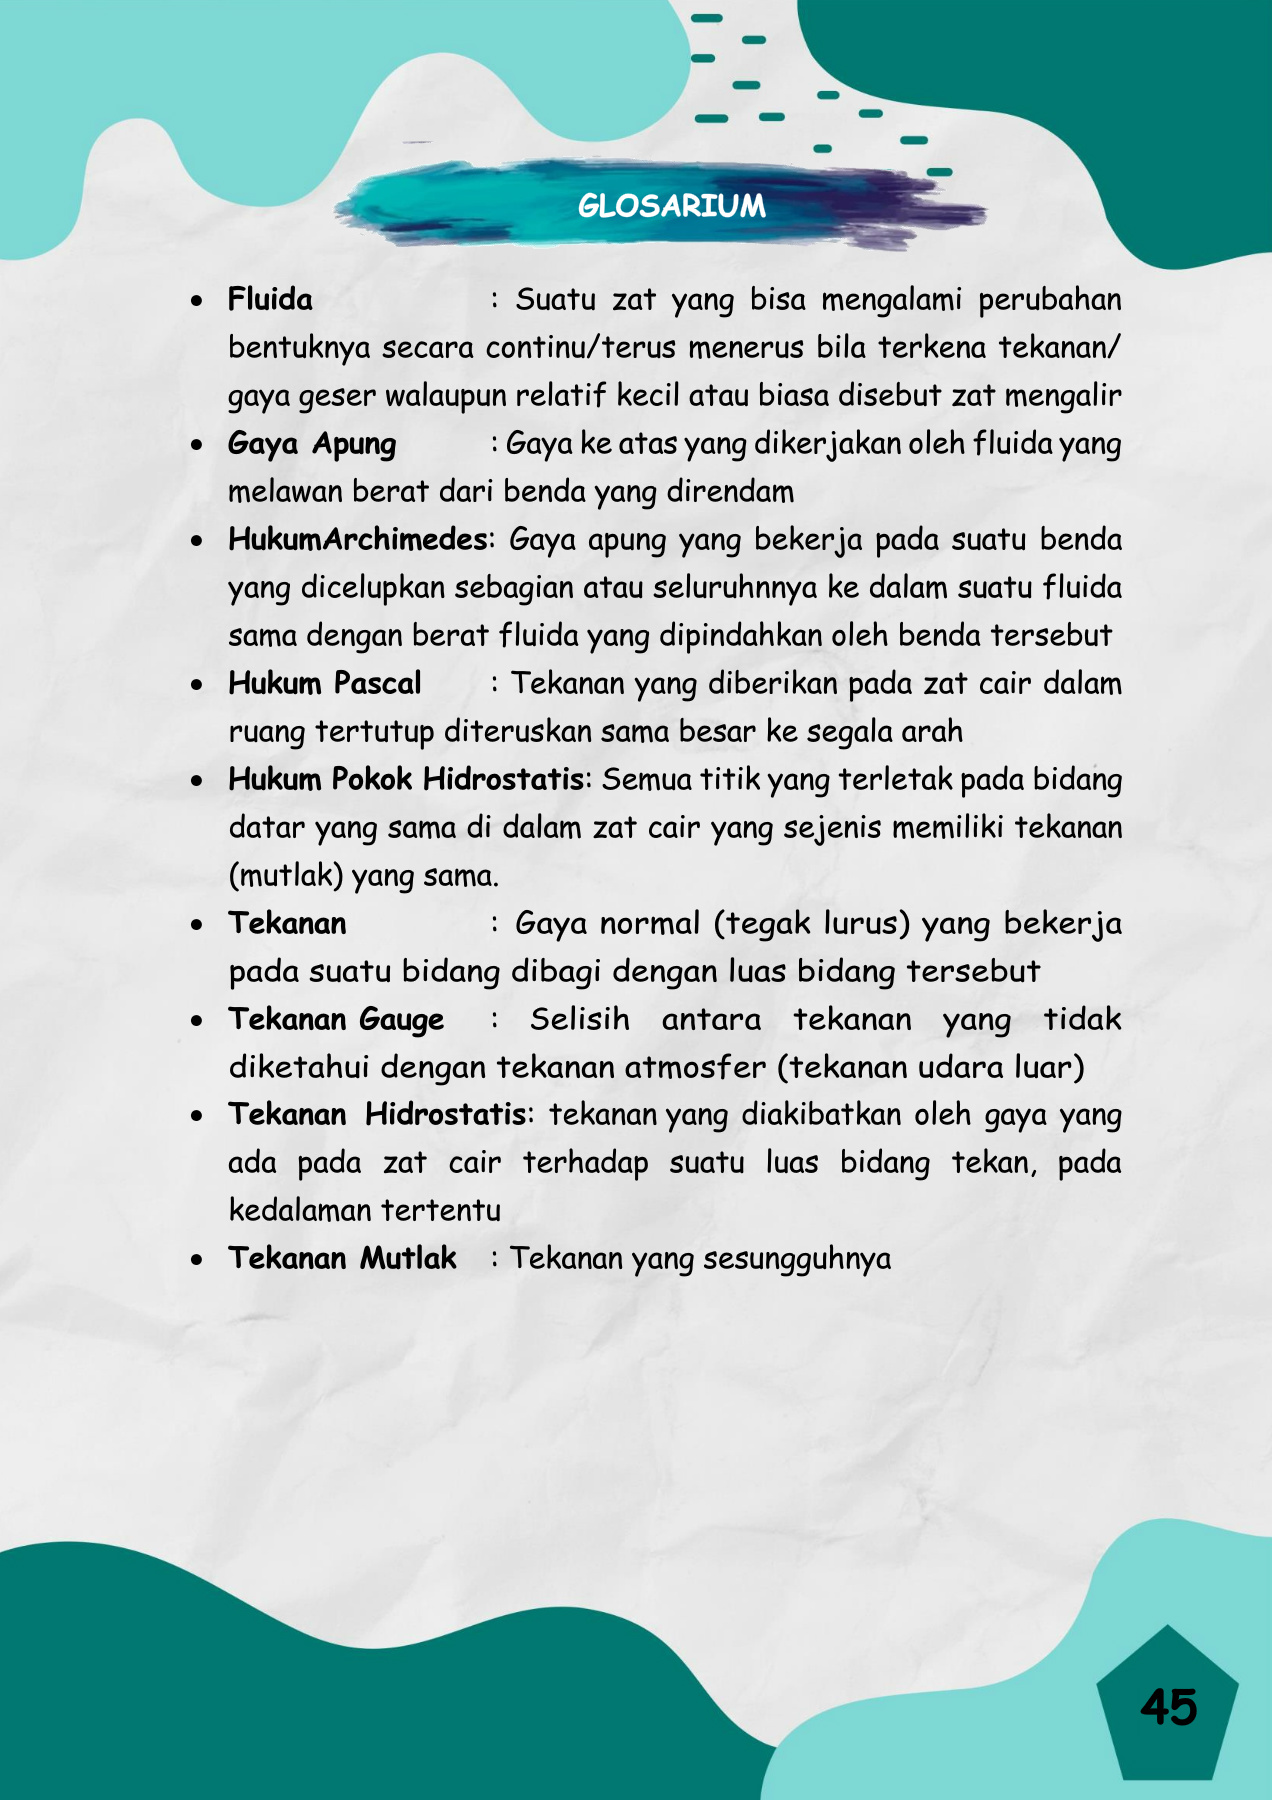 GLOSARIUM
• Fluida : Suatu zat yang bisa mengalami perubahan
bentuknya secara continu/terus menerus bila terkena tekanan/
gaya geser walaupun relatif kecil atau biasa disebut zat mengalir
• Gaya Apung : Gaya ke atas yang dikerjakan oleh fluida yang
melawan berat dari benda yang direndam
• HukumArchimedes: Gaya apung yang bekerja pada suatu benda
yang dicelupkan sebagian atau seluruhnnya ke dalam suatu fluida
sama dengan berat fluida yang dipindahkan oleh benda tersebut
• Hukum Pascal : Tekanan yang diberikan pada zat cair dalam
ruang tertutup diteruskan sama besar ke segala arah
• Hukum Pokok Hidrostatis: Semua titik yang terletak pada bidang
datar yang sama di dalam zat cair yang sejenis memiliki tekanan
(mutlak) yang sama.
• Tekanan : Gaya normal (tegak lurus) yang bekerja
pada suatu bidang dibagi dengan luas bidang tersebut
• Tekanan Gauge : Selisih antara tekanan yang tidak
diketahui dengan tekanan atmosfer (tekanan udara luar)
• Tekanan Hidrostatis: tekanan yang diakibatkan oleh gaya yang
ada pada zat cair terhadap suatu luas bidang tekan, pada
kedalaman tertentu
• Tekanan Mutlak : Tekanan yang sesungguhnya
45